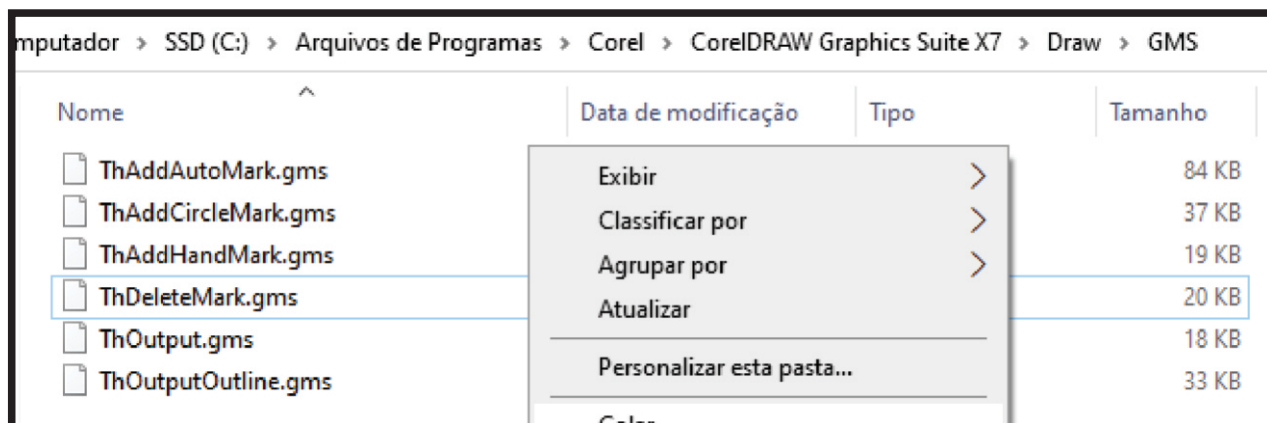 mputador > SSD (C:) > Arquivos de Programas > Corel > CorelDRAW Graphics Suite X7 > Draw > GMS
Nome Data de modificação Tipo Tamanho
ThAddAutoMark.gms 84 KB
ThAddCircleMark.gms 37 KB
ThAddHandMark.gms 19 KB
ThDeleteMark.gms 20 KB
ThOutput.gms 18 KB
ThOutputOutline.gms 33 KB
Exibir
Classificar por
Agrupar por
Atualizar
Personalizar esta pasta...